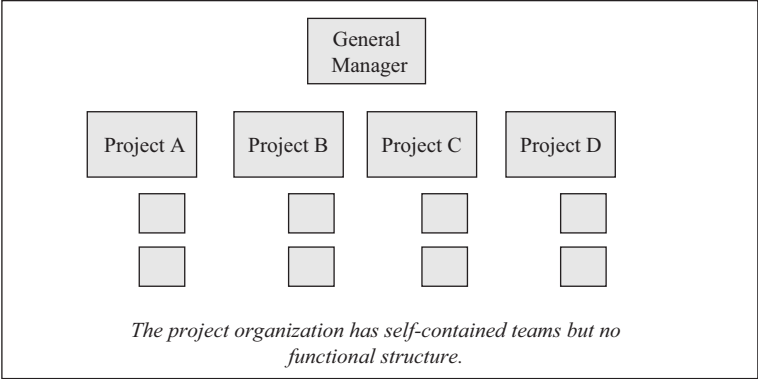 General
Manager
Project A
Project B
Project C
Project D
The project organization has self-contained teams but no
functional structure.